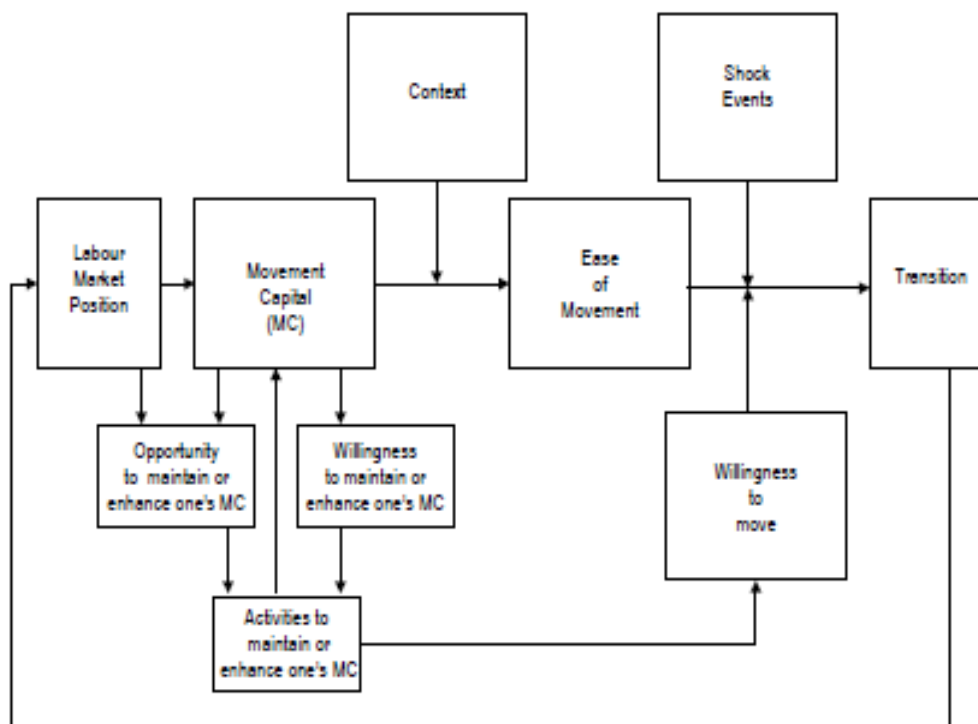 Context
Shock
Events
Labour
Market
Position
Movement
Capital
(MC)
Ease
of
Movement
Transition
Opportunity
to maintain or
enhance one's MC
Willingness
to maintain or
enhance one's MC
Willingness
to
move
Activities to
maintain or
enhance one's MC